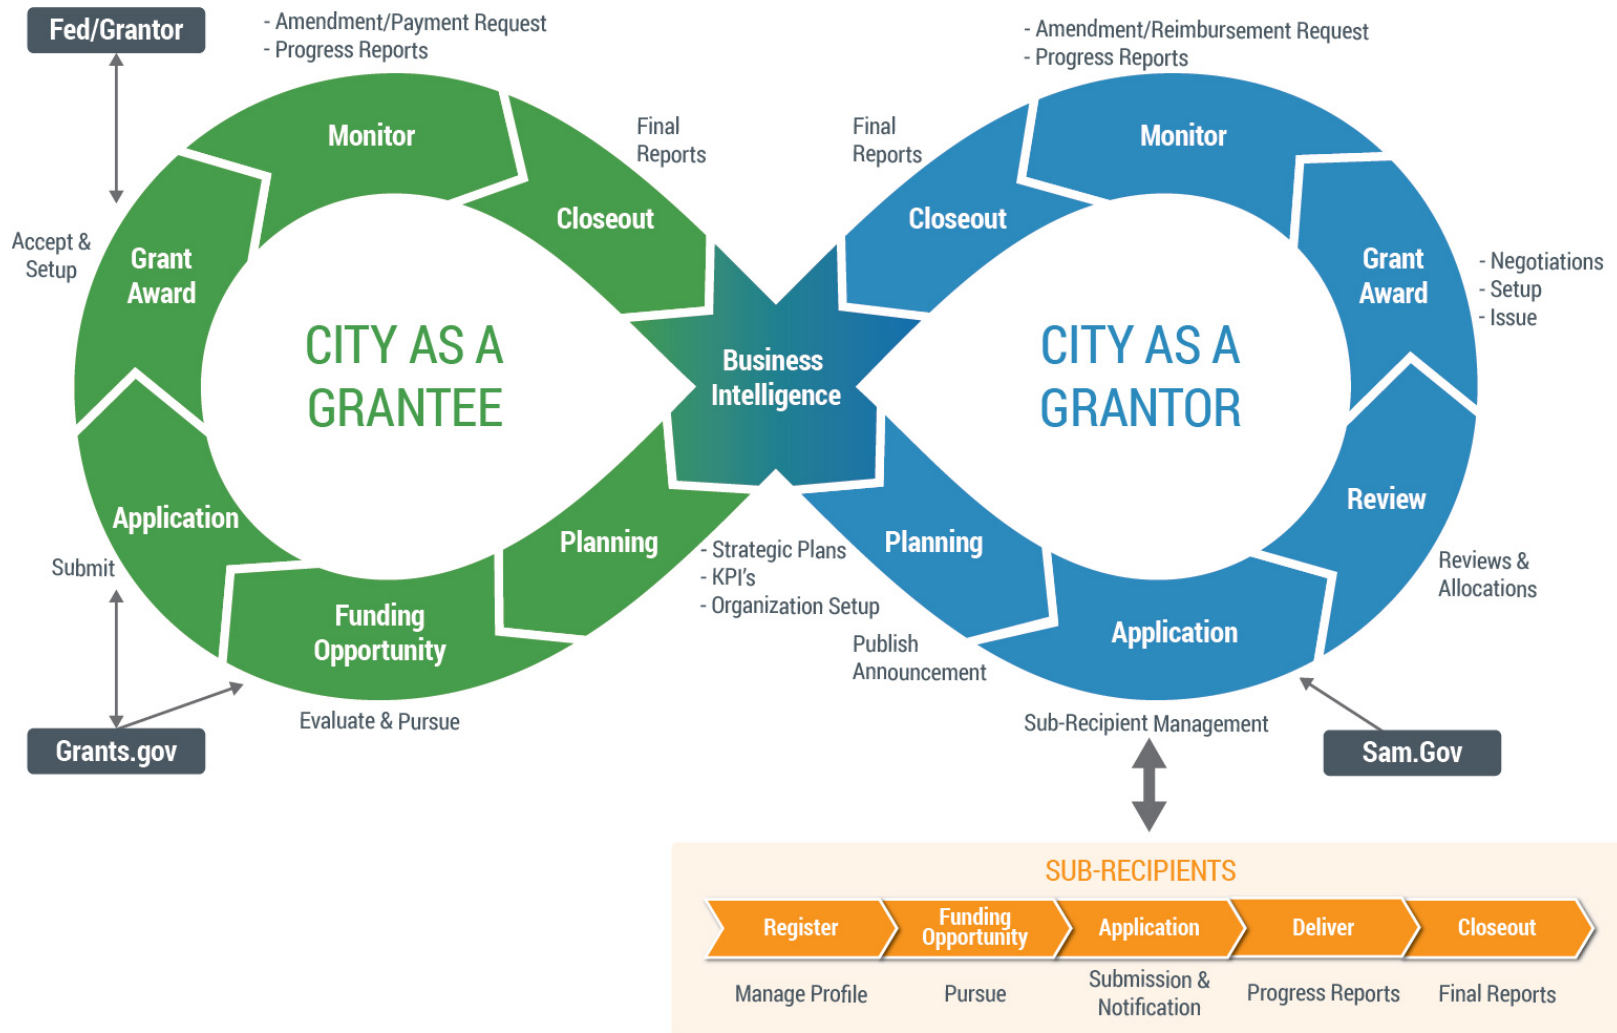 Fed/Grantor
- Amendment/Payment Request
- Progress Reports
- Amendment/Reimbursement Request
- Progress Reports
Monitor
Final
Reports
Final
Reports
Monitor
Closeout
Closeout
Accept &
Setup
Grant
Award
Grant
Award
- Negotiations
- Setup
- Issue
CITY AS A
GRANTEE
Business
Intelligence
CITY AS A
GRANTOR
Application
Submit
Planning
- Strategic Plans
- KPI's
- Organization Setup
Planning
Review
Reviews &
Allocations
Funding
Opportunity
Application
Publish
Announcement
Evaluate & Pursue
Sub-Recipient Management
Grants.gov
Sam.Gov
SUB-RECIPIENTS
Register
Funding
Opportunity
Application
Deliver
Closeout
Manage Profile
Pursue
Submission &
Notification
Progress Reports
Final Reports